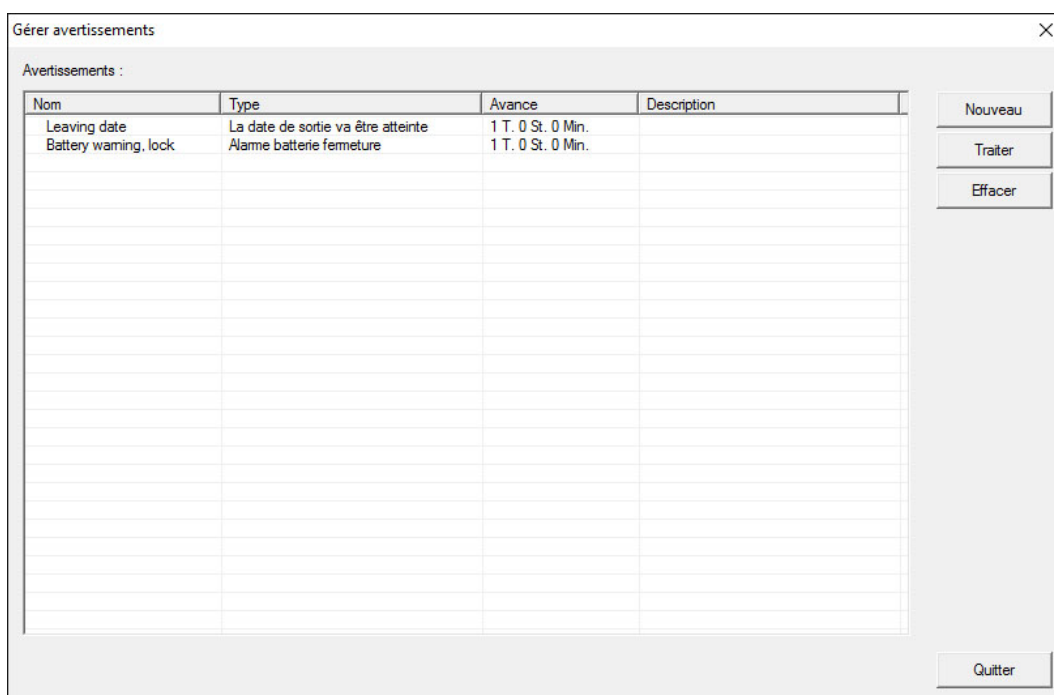 Gérer avertissements
Avertissements :
Nom Type Avance Description
Leaving date La date de sortie va être atteinte 1 T. 0 St. 0 Min.
Battery warning, lock Alarme batterie fermeture 1 T. 0 St. 0 Min.
Nouveau
Traiter
Effacer
Quitter